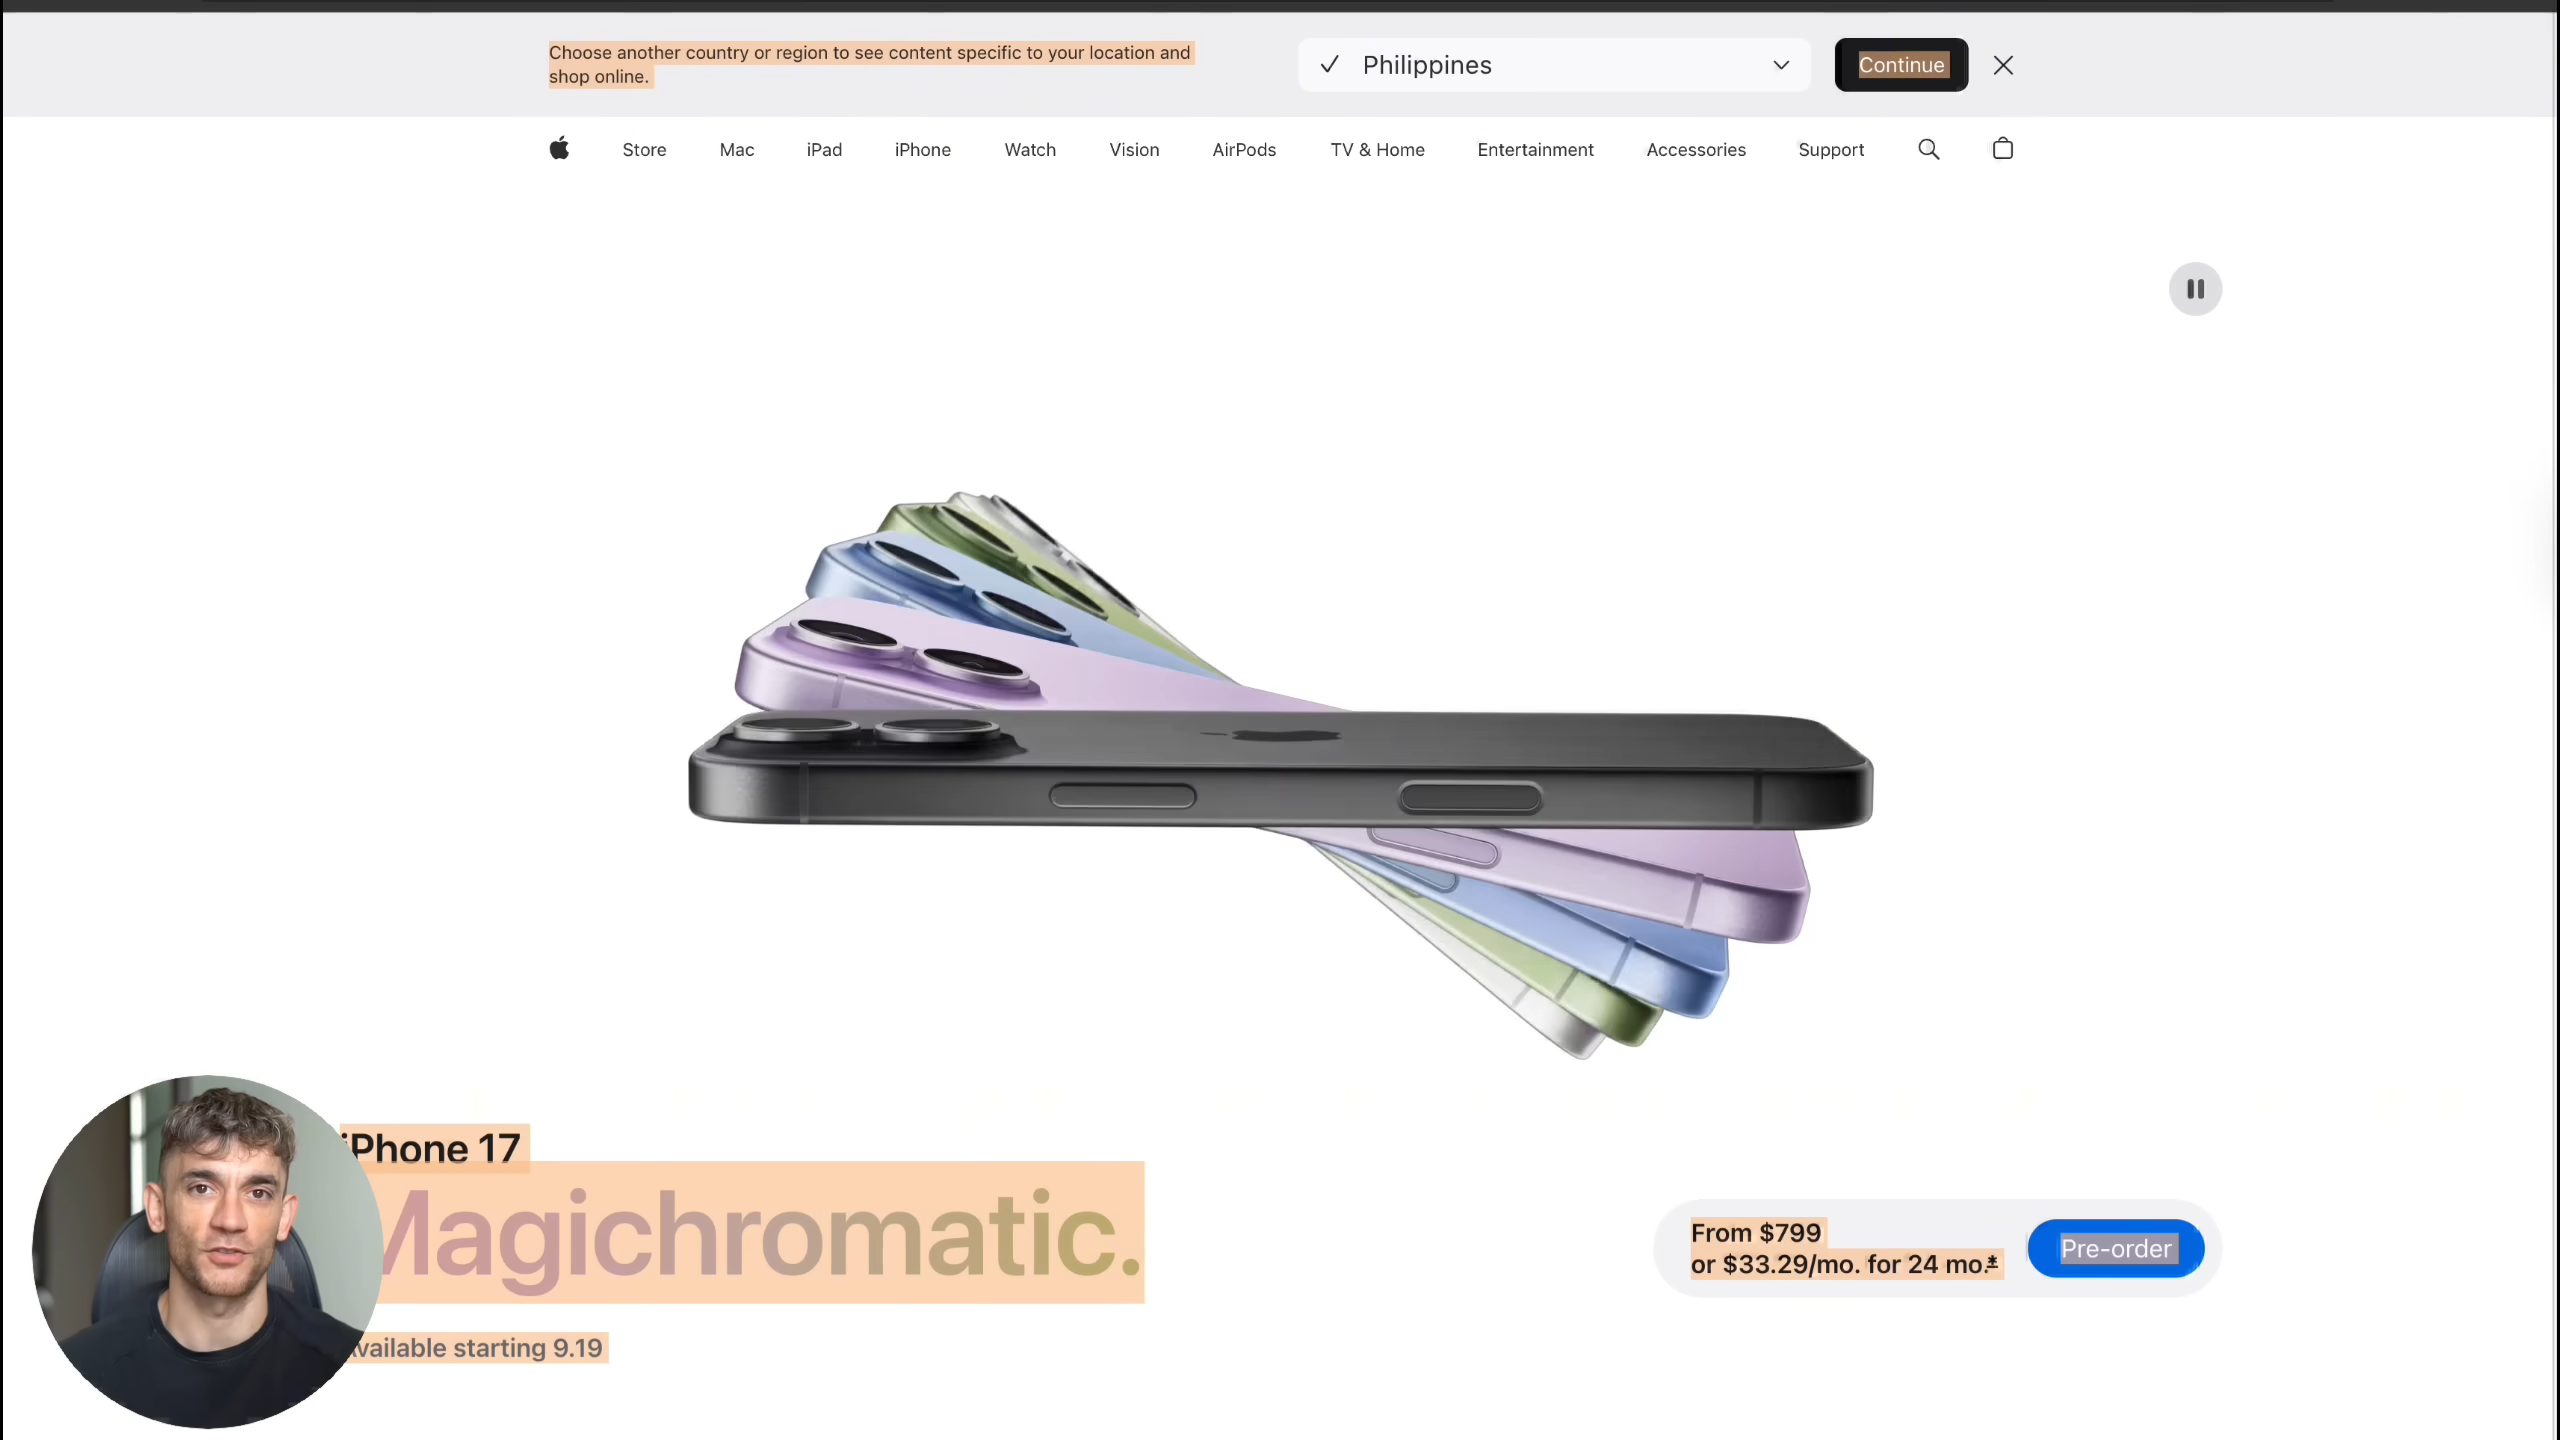 Choose another country or region to see content specific to your location and
shop online.
Philippines
Continue
Store Mac iPad iPhone Watch Vision AirPods TV & Home Entertainment Accessories Support
iPhone 17
Magichromatic.
From $799
or $33.29/mo. for 24 mo.*
Pre-order
vailable starting 9.19